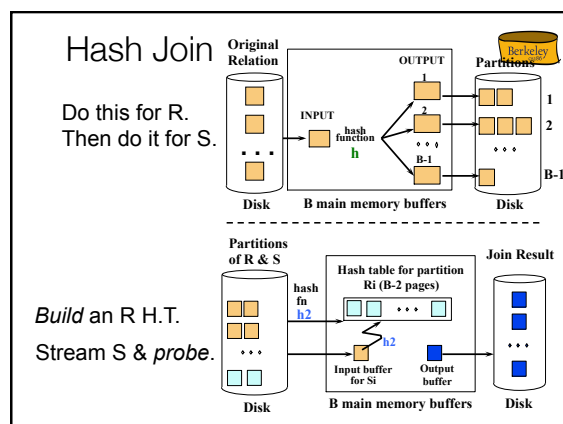 Hash Join
Original
Relation
OUTPUT
Partitions
Berkeley
Do this for R.
Then do it for S.
INPUT
hash
function
h
1
2
B-1
1
2
B-1
. . .
Disk
B main memory buffers
Disk
Partitions
of R & S
Join Result
hash
fn
h2
Hash table for partition
Ri (B-2 pages)
Build an R H.T.
Stream S & probe.
h2
Input buffer
for Si
Output
buffer
B main memory buffers
Disk
Disk